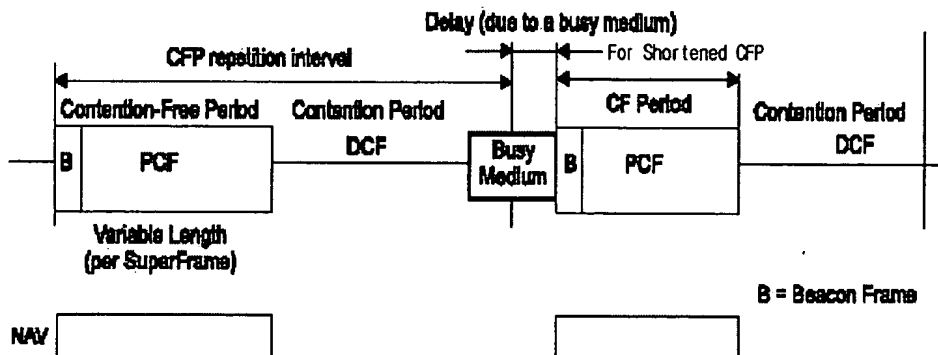 Delay (due to a busy medium)
CFP repetition interval
For Shortened CFP
Contention-Free Period
Contention Period
CF Period
Contention Period
B
PCF
DCF
Busy
Medium
B
PCF
DCF
Variable Length
(per SuperFrame)
B = Beacon Frame
NAV